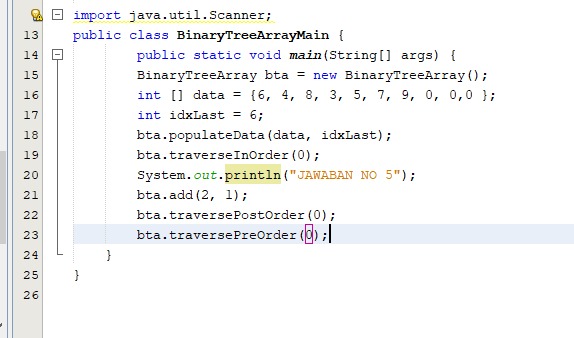 import java.util.Scanner;
13 public class BinaryTreeArrayMain {
14 public static void main(String[] args) {
15 BinaryTreeArray bta = new BinaryTreeArray();
16 int [] data = {6, 4, 8, 3, 5, 7, 9, 0, 0,0 };
17 int idxLast = 6;
18 bta.populateData(data, idxLast);
19 bta.traverseInOrder(0);
20 System.out.println("JAWABAN NO 5");
21 bta.add(2, 1);
22 bta.traversePostOrder(0);
23 bta.traversePreOrder(0);
24 }
25 }
26